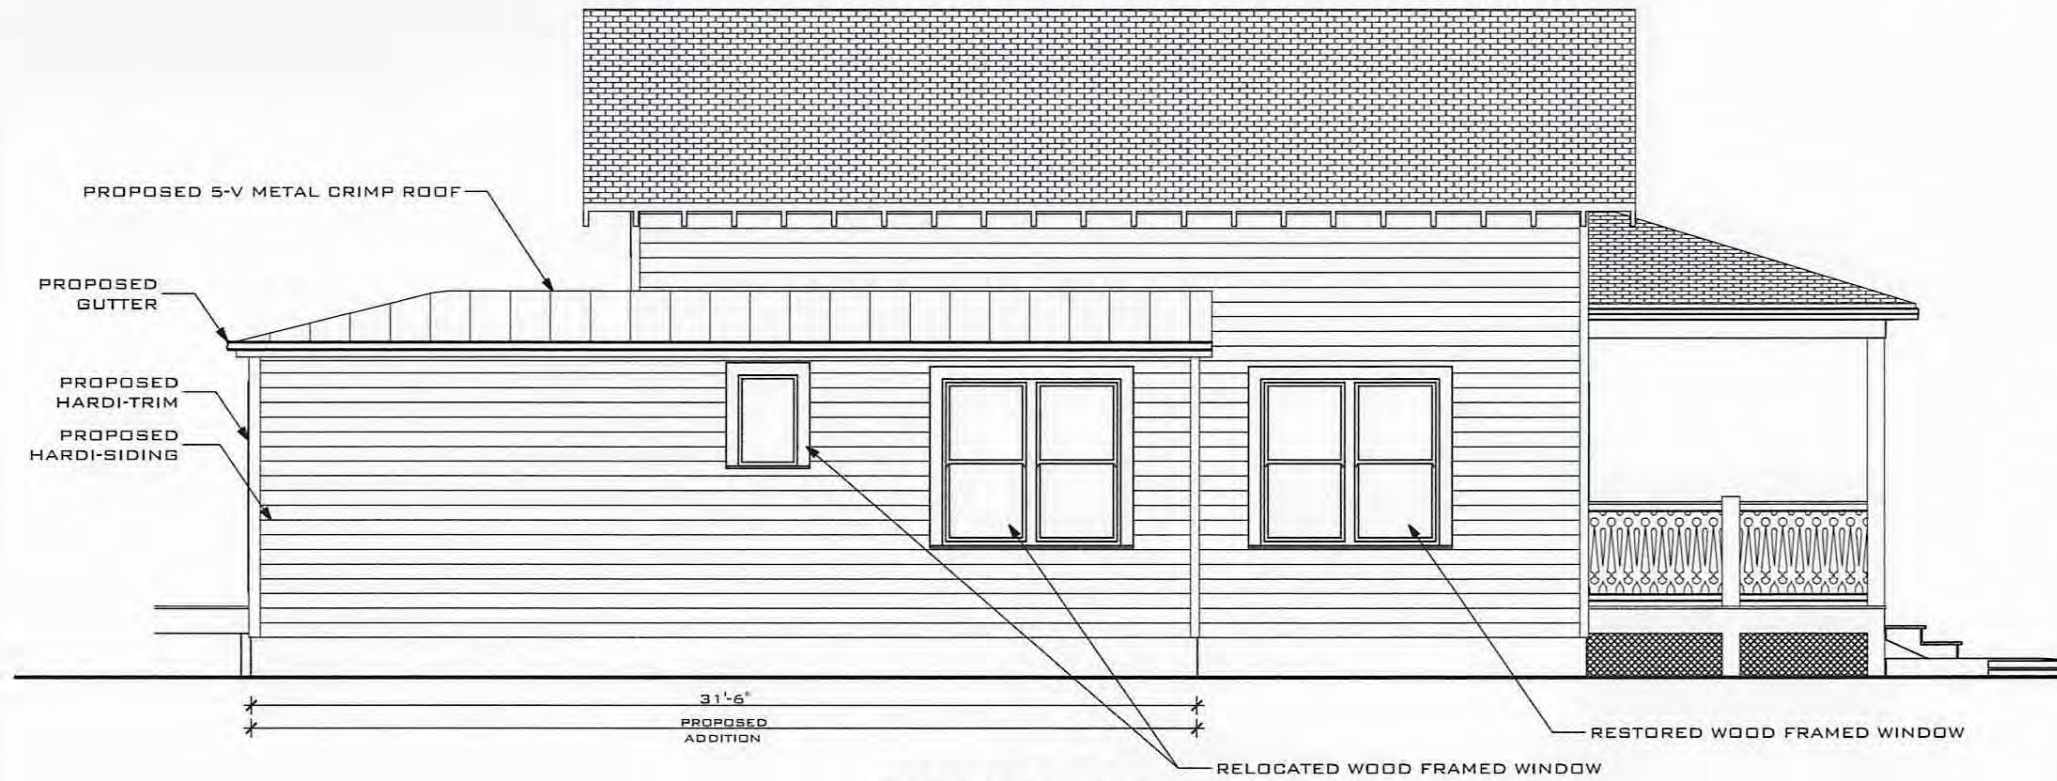 PROPOSED 5-V METAL CRIMP ROOF
PROPOSED
GUTTER
PROPOSED
HARDI-TRIM
PROPOSED
HARDI-SIDING
31'-6"
PROPOSED
ADDITION
RESTORED WOOD FRAMED WINDOW
RELOCATED WOOD FRAMED WINDOW